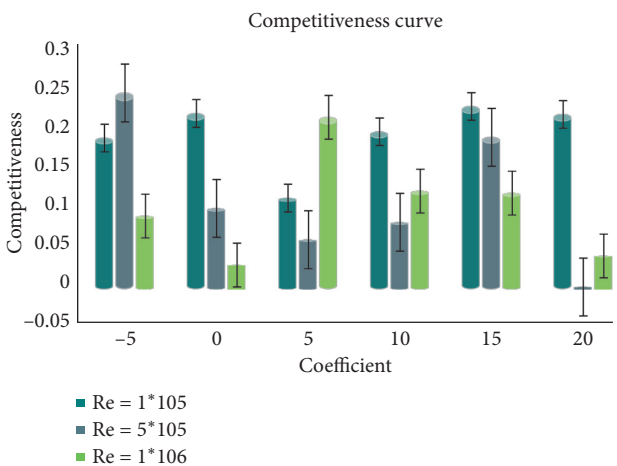 Competitiveness curve
0.3
0.25
0.2
0.15
0.1
0.05
0
–0.05
Competitiveness
–5 0 5 10 15 20
Coefficient
Re = 1*105
Re = 5*105
Re = 1*106